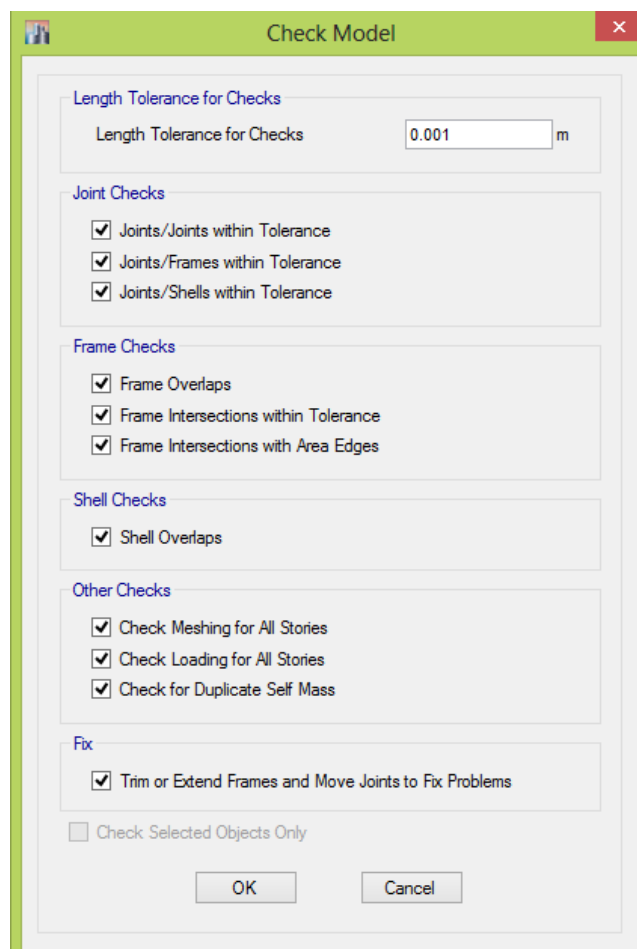 Check Model
Length Tolerance for Checks
Length Tolerance for Checks 0.001 m
Joint Checks
Joints/Joints within Tolerance
Joints/Frames within Tolerance
Joints/Shells within Tolerance
Frame Checks
Frame Overlaps
Frame Intersections within Tolerance
Frame Intersections with Area Edges
Shell Checks
Shell Overlaps
Other Checks
Check Meshing for All Stories
Check Loading for All Stories
Check for Duplicate Self Mass
Fix
Trim or Extend Frames and Move Joints to Fix Problems
Check Selected Objects Only
OK Cancel